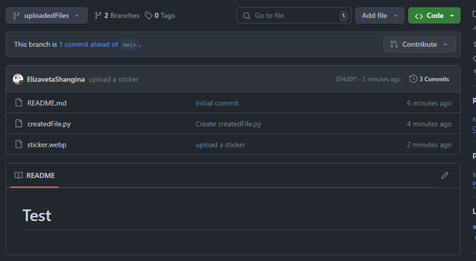 uploadedFiles 2 Branches 0 Tags Go to file t Add file Code
This branch is 1 commit ahead of main . Contribute
ElizavetaShangina upload a sticker 034d0f1 · 2 minutes ago 3 Commits
README.md Initial commit 6 minutes ago
createdFile.py Create createdFile.py 4 minutes ago
sticker.webp upload a sticker 2 minutes ago
README
Test